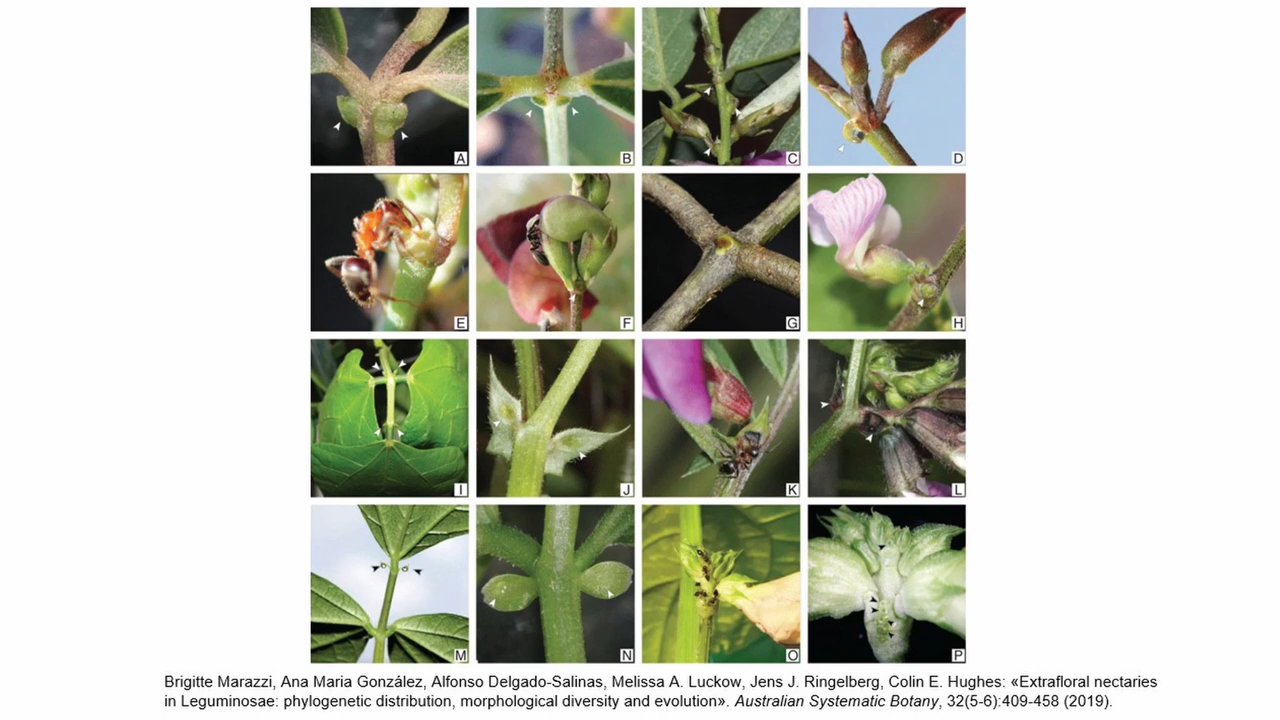 A
B
C
D
E
F
G
H
I
J
K
L
M
N
O
P
Brigitte Marazzi, Ana Maria González, Alfonso Delgado-Salinas, Melissa A. Luckow, Jens J. Ringelberg, Colin E. Hughes: «Extrafloral nectaries
in Leguminosae: phylogenetic distribution, morphological diversity and evolution». Australian Systematic Botany, 32(5-6):409-458 (2019).